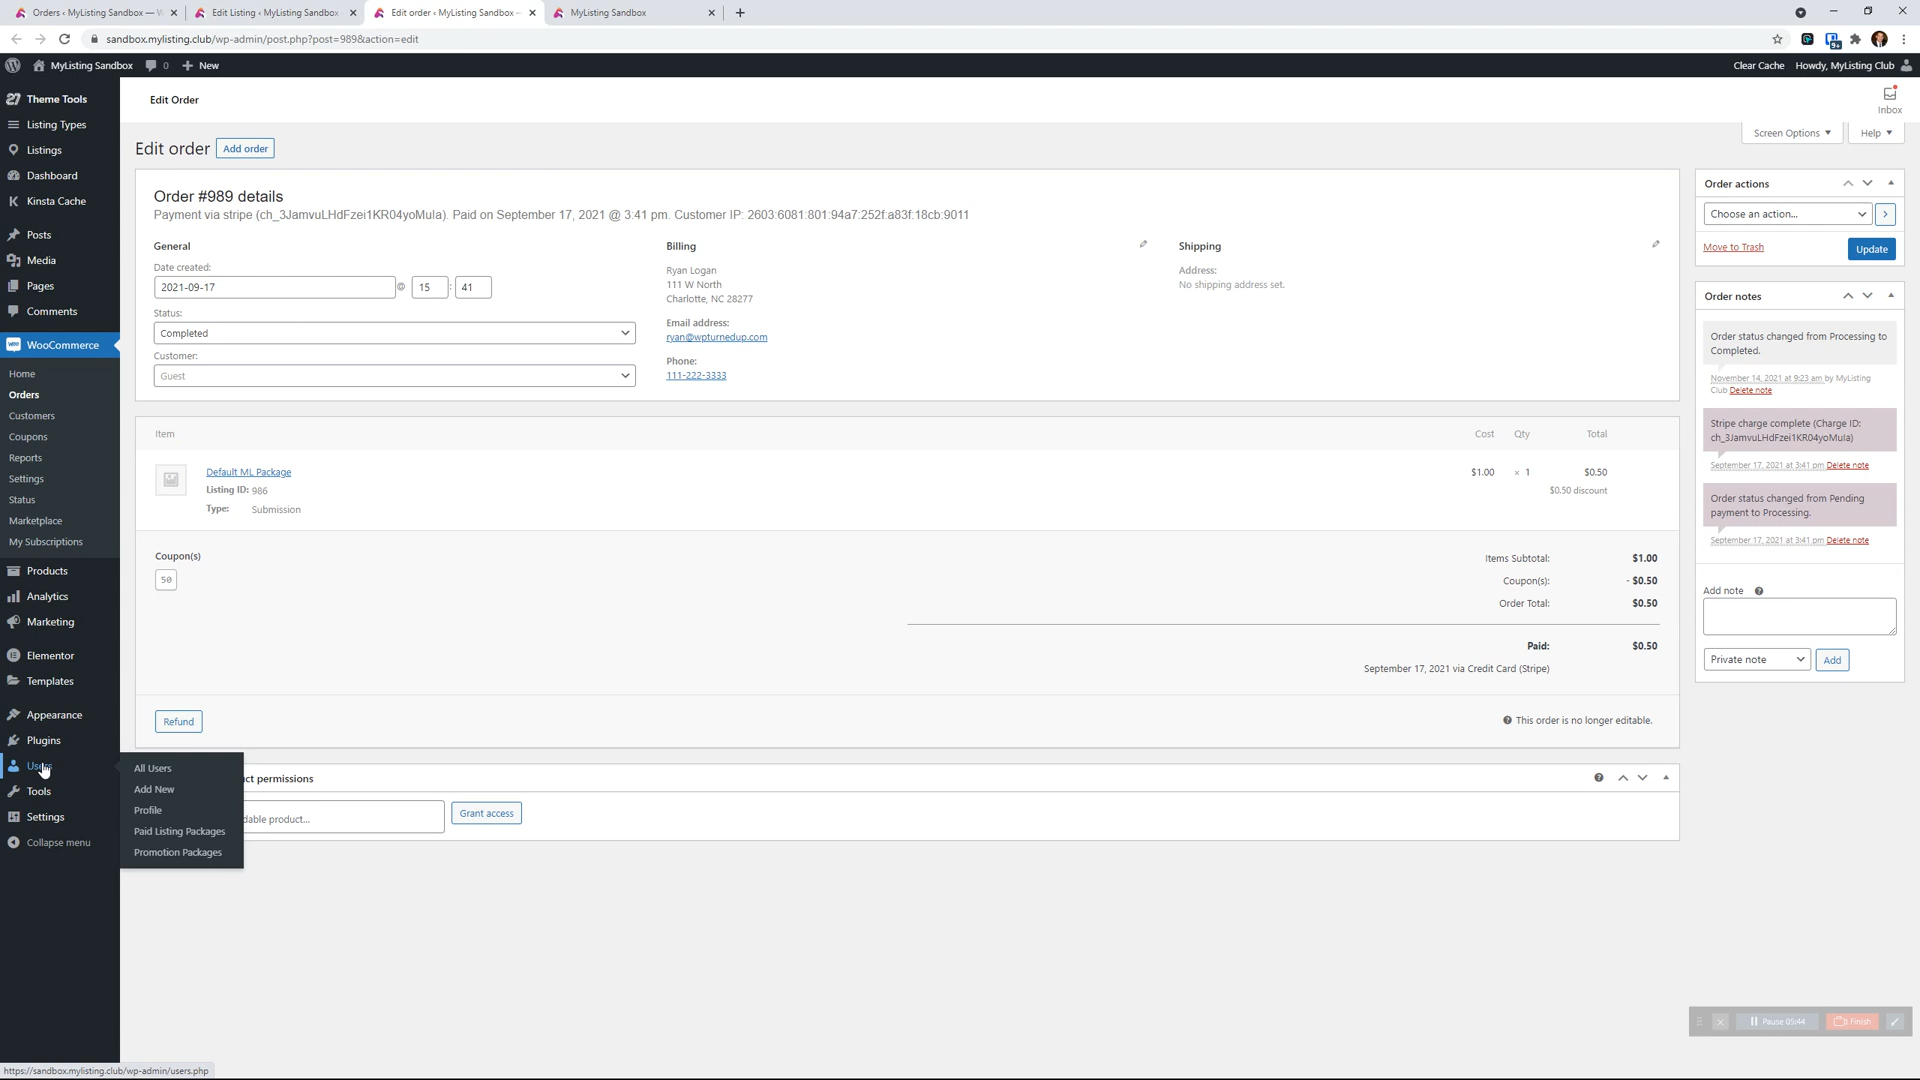 Orders ‹ MyListing Sandbox — W
Edit Listing ‹ MyListing Sandbox
Edit order ‹ MyListing Sandbox —
MyListing Sandbox
sandbox.mylisting.club/wp-admin/post.php?post=989&action=edit
9+
MyListing Sandbox
0
New
Clear Cache
Howdy, MyListing Club
27 Theme Tools
Listing Types
Listings
Dashboard
Kinsta Cache
Posts
Media
Pages
Comments
WooCommerce
Home
Orders
Customers
Coupons
Reports
Settings
Status
Marketplace
My Subscriptions
Products
Analytics
Marketing
Elementor
Templates
Appearance
Plugins
Users
Tools
Settings
Collapse menu
All Users
Add New
Profile
Paid Listing Packages
Promotion Packages
Edit Order
Inbox
Screen Options
Help
Edit order
Add order
Order #989 details
Payment via stripe (ch_3JamvuLHdFzei1KR04yoMula). Paid on September 17, 2021 @ 3:41 pm. Customer IP: 2603:6081:801:94a7:252f:a83f:18cb:9011
General
Date created:
2021-09-17 @ 15 : 41
Status:
Completed
Customer:
Guest
Billing
Ryan Logan
111 W North
Charlotte, NC 28277
Email address:
ryan@wpturnedup.com
Phone:
111-222-3333
Shipping
Address:
No shipping address set.
Item Cost Qty Total
Default ML Package $1.00 × 1 $0.50
Listing ID: 986 $0.50 discount
Type: Submission
Coupon(s)
50
Items Subtotal: $1.00
Coupon(s): - $0.50
Order Total: $0.50
Paid: $0.50
September 17, 2021 via Credit Card (Stripe)
Refund
This order is no longer editable.
ct permissions
dable product...
Grant access
Order actions
Choose an action...
Move to Trash
Update
Order notes
Order status changed from Processing to
Completed.
November 14, 2021 at 9:23 am by MyListing
Club Delete note
Stripe charge complete (Charge ID:
ch_3JamvuLHdFzei1KR04yoMula)
September 17, 2021 at 3:41 pm Delete note
Order status changed from Pending
payment to Processing.
September 17, 2021 at 3:41 pm Delete note
Add note
Private note
Add
Pause 05:44
Finish
https://sandbox.mylisting.club/wp-admin/users.php